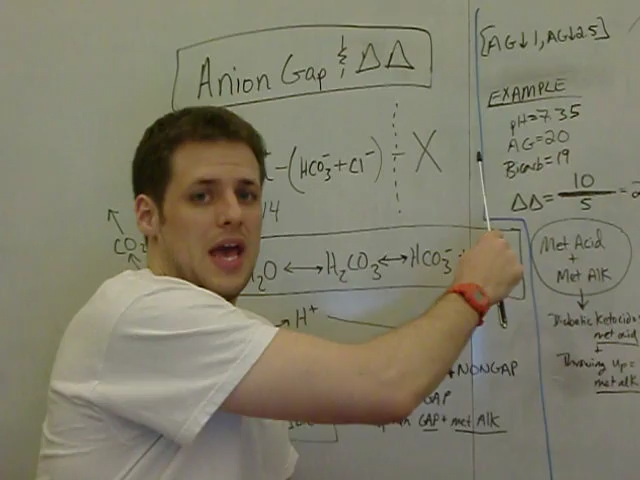 Anion Gap & ΔΔ
-(HCO₃⁻+Cl⁻) - X
14
CO₂
H₂O ↔ H₂CO₃ ↔ HCO₃⁻
→ H⁺
+ NONGAP
GAP
GAP + met Alk
[AG↓1, AG↓2.5]
EXAMPLE
pH=7.35
AG=20
Bicarb=19
ΔΔ= 10/5 =
Met Acid
+
Met Alk
↓
Diabetic Ketoacidosis
met acid
+
Throwing Up=
met alk